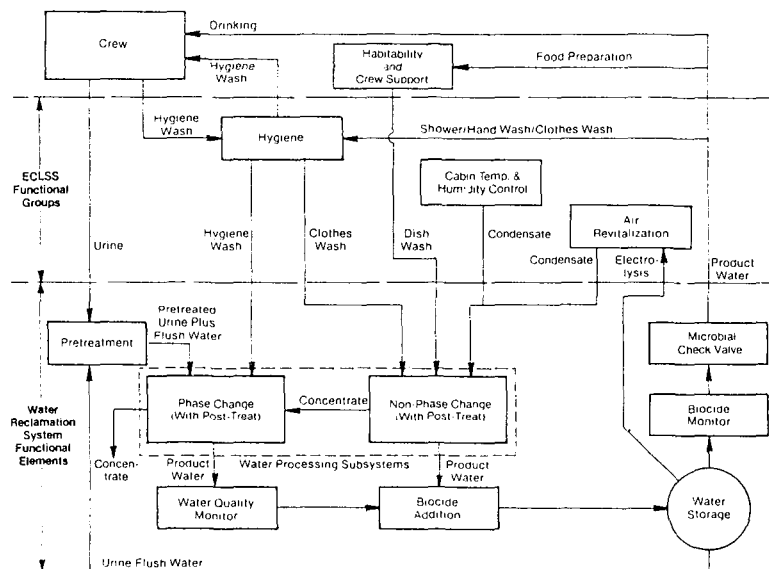 Drinking
Crew
Hygiene
Wash
Habitability
and
Crew Support
Food Preparation
Hygiene
Wash
Hygiene
Shower/Hand Wash/Clothes Wash
ECLSS
Functional
Groups
Cabin Temp. &
Humidity Control
Air
Revitalization
Urine
Hygiene
Wash
Clothes
Wash
Dish
Wash
Condensate
Condensate
Electro-
lysis
Product
Water
Pretreated
Urine Plus
Flush Water
Pretreatment
Microbial
Check Valve
Water
Reclamation
System
Functional
Elements
Phase Change
(With Post-Treat)
Concentrate
Non-Phase Change
(With Post-Treat)
Biocide
Monitor
Concen-
trate
Product
Water
Water Processing Subsystems
Product
Water
Water Quality
Monitor
Biocide
Addition
Water
Storage
Urine Flush Water